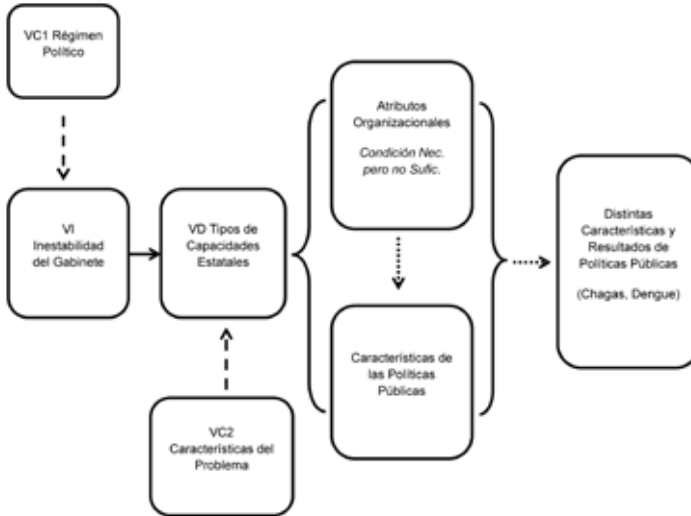 VC1 Régimen
Político
VI
Inestabilidad
del Gabinete
VD Tipos de
Capacidades
Estatales
VC2
Características del
Problema
Atributos
Organizacionales
Condición Nec.
pero no Sufic.
Características de
las Políticas
Públicas
Distintas
Características y
Resultados de
Políticas Públicas
(Chagas, Dengue)